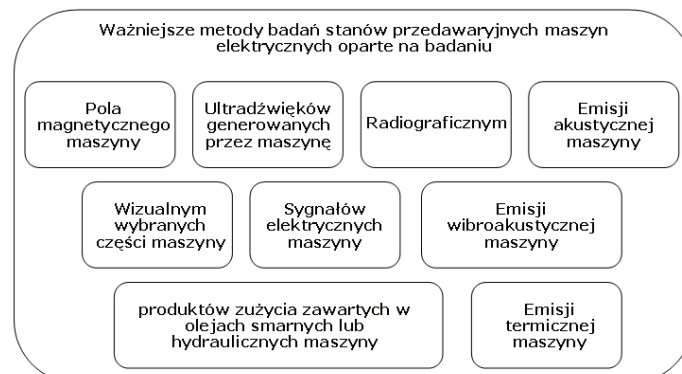 Ważniejsze metody badań stanów przedawaryjnych maszyn
elektrycznych oparte na badaniu
Pola
magnetycznego
maszyny
Ultradźwięków
generowanych
przez maszynę
Radiograficznym
Emisji
akustycznej
maszyny
Wizualnym
wybranych
części maszyny
Sygnałów
elektrycznych
maszyny
Emisji
wibroakustycznej
maszyny
produktów zużycia zawartych w
olejach smarnych lub
hydraulicznych maszyny
Emisji
termicznej
maszyny